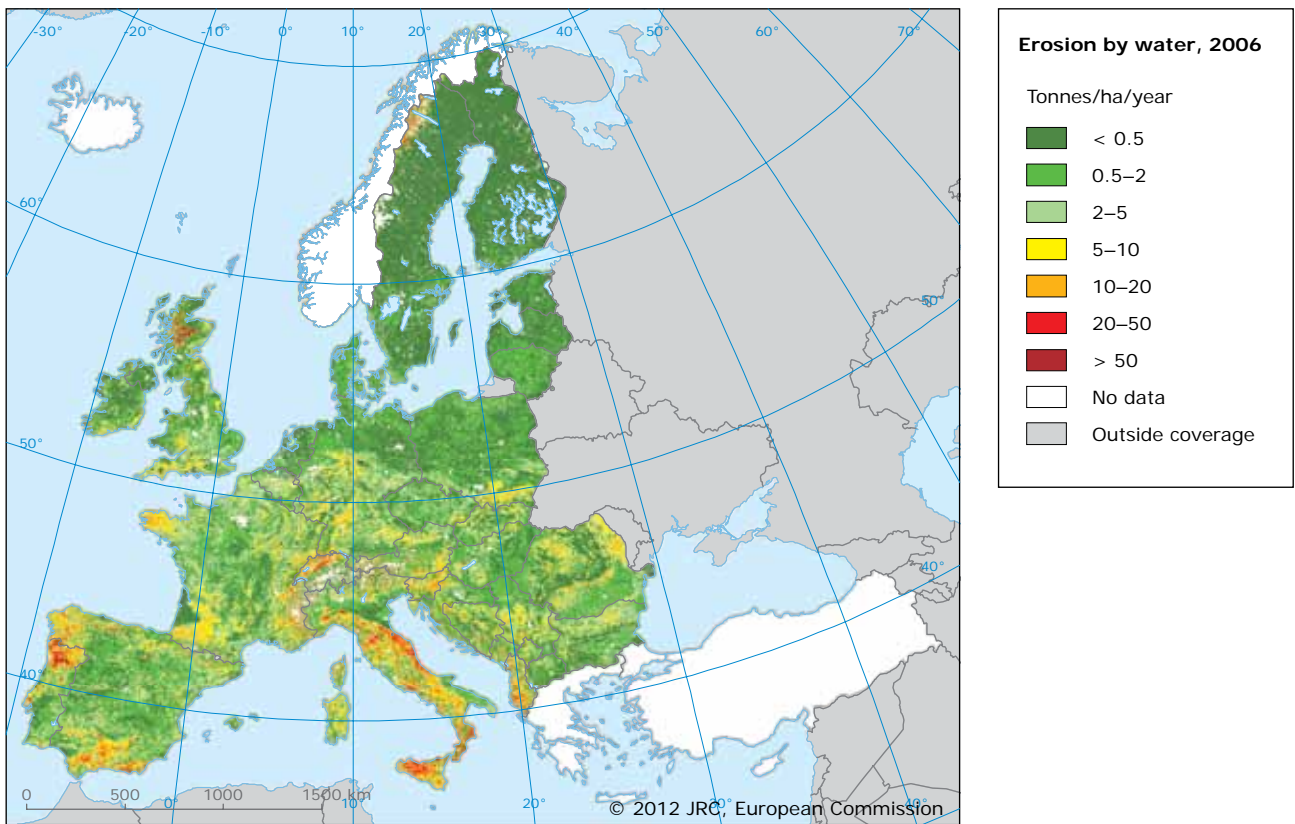 -30° -20° -10° 0° 10° 20° 30° 40° 50° 60° 70°
60°
50°
50°
40°
40°
0 500 1000 1500 km
0° 10° 20° 30° 40°
© 2012 JRC, European Commission
Erosion by water, 2006
Tonnes/ha/year
< 0.5
0.5–2
2–5
5–10
10–20
20–50
> 50
No data
Outside coverage